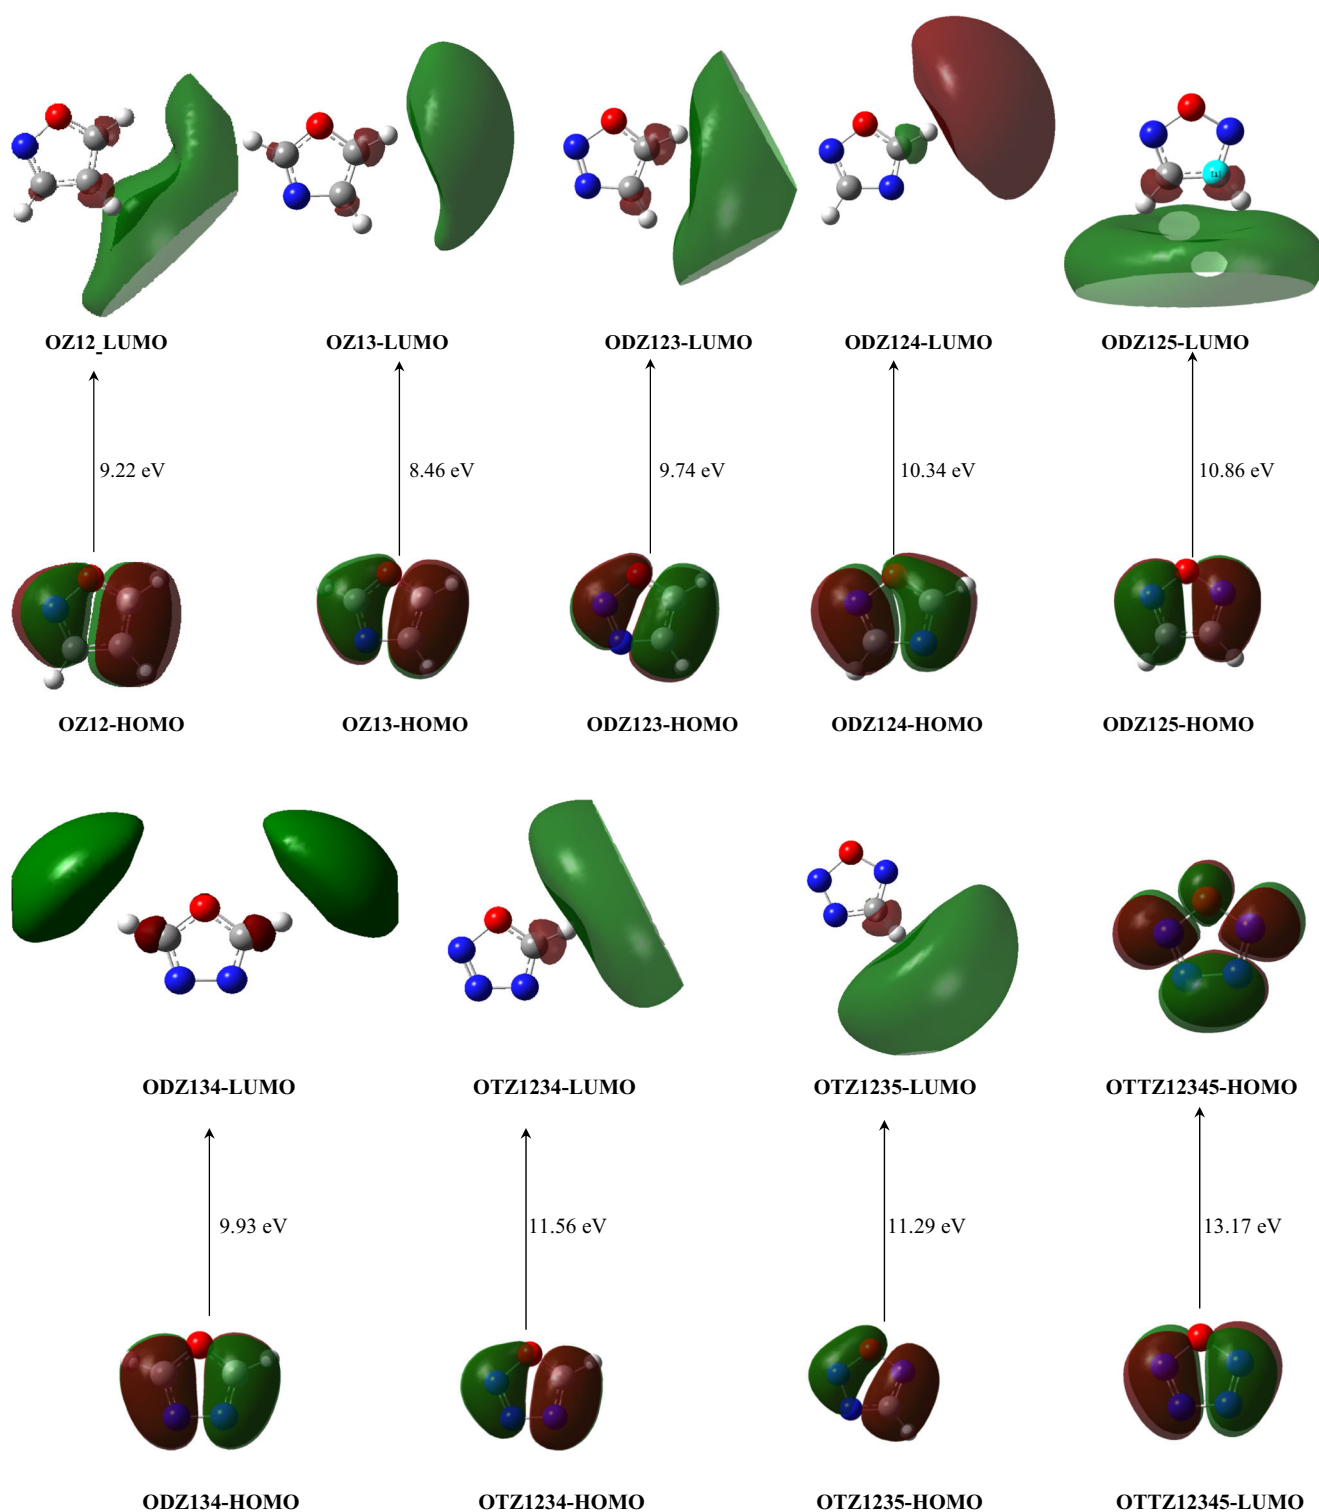 OZ12_LUMO OZ13-LUMO ODZ123-LUMO ODZ124-LUMO ODZ125-LUMO
9.22 eV 8.46 eV 9.74 eV 10.34 eV 10.86 eV
OZ12-HOMO OZ13-HOMO ODZ123-HOMO ODZ124-HOMO ODZ125-HOMO
ODZ134-LUMO OTZ1234-LUMO OTZ1235-LUMO OTTZ12345-HOMO
9.93 eV 11.56 eV 11.29 eV 13.17 eV
ODZ134-HOMO OTZ1234-HOMO OTZ1235-HOMO OTTZ12345-LUMO